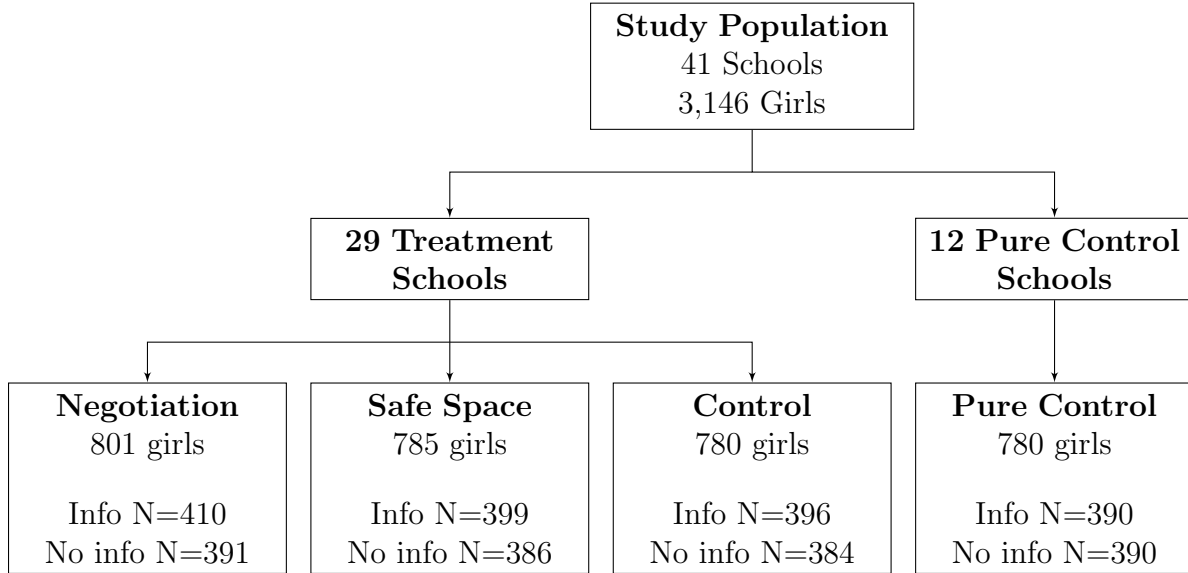 Study Population
41 Schools
3,146 Girls
29 Treatment
Schools
12 Pure Control
Schools
Negotiation
801 girls
Info N=410
No info N=391
Safe Space
785 girls
Info N=399
No info N=386
Control
780 girls
Info N=396
No info N=384
Pure Control
780 girls
Info N=390
No info N=390